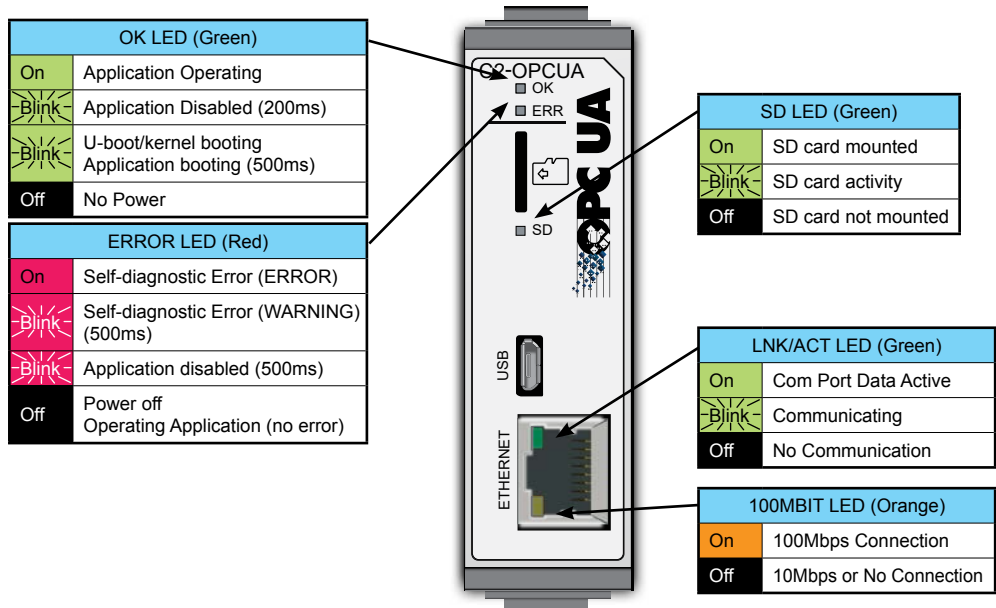 OK LED (Green)
On Application Operating
Blink Application Disabled (200ms)
Blink U-boot/kernel booting
Application booting (500ms)
Off No Power
ERROR LED (Red)
On Self-diagnostic Error (ERROR)
Blink Self-diagnostic Error (WARNING)
(500ms)
Blink Application disabled (500ms)
Off Power off
Operating Application (no error)
C2-OPCUA
OK
ERR
SD
OPC UA
USB
ETHERNET
SD LED (Green)
On SD card mounted
Blink SD card activity
Off SD card not mounted
LNK/ACT LED (Green)
On Com Port Data Active
Blink Communicating
Off No Communication
100MBIT LED (Orange)
On 100Mbps Connection
Off 10Mbps or No Connection